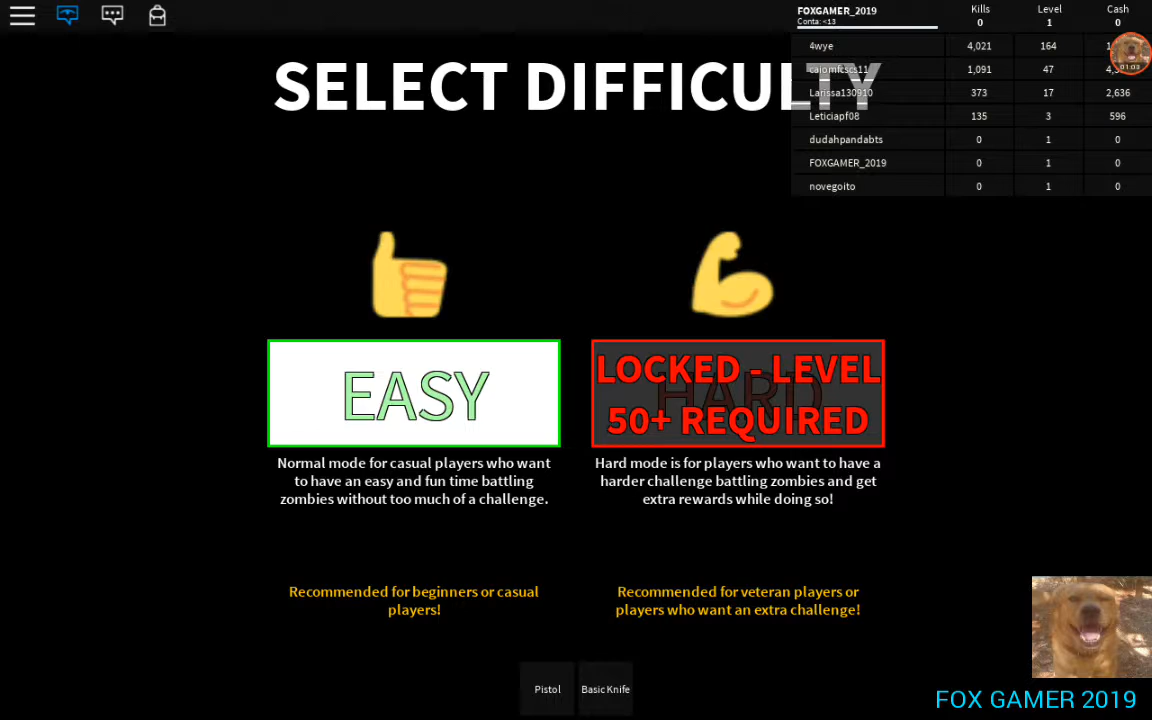 FOXGAMER_2019
Conta: <13
Kills
0
Level
1
Cash
0
4wye 4,021 164
caiomfcscs11 1,091 47
Larissa130910 373 17 2,636
Leticiapf08 135 3 596
dudahpandabts 0 1 0
FOXGAMER_2019 0 1 0
novegoito 0 1 0
01:03
SELECT DIFFICULTY
EASY
HARD
LOCKED - LEVEL
50+ REQUIRED
Normal mode for casual players who want
to have an easy and fun time battling
zombies without too much of a challenge.
Hard mode is for players who want to have a
harder challenge battling zombies and get
extra rewards while doing so!
Recommended for beginners or casual
players!
Recommended for veteran players or
players who want an extra challenge!
Pistol
Basic Knife
FOX GAMER 2019